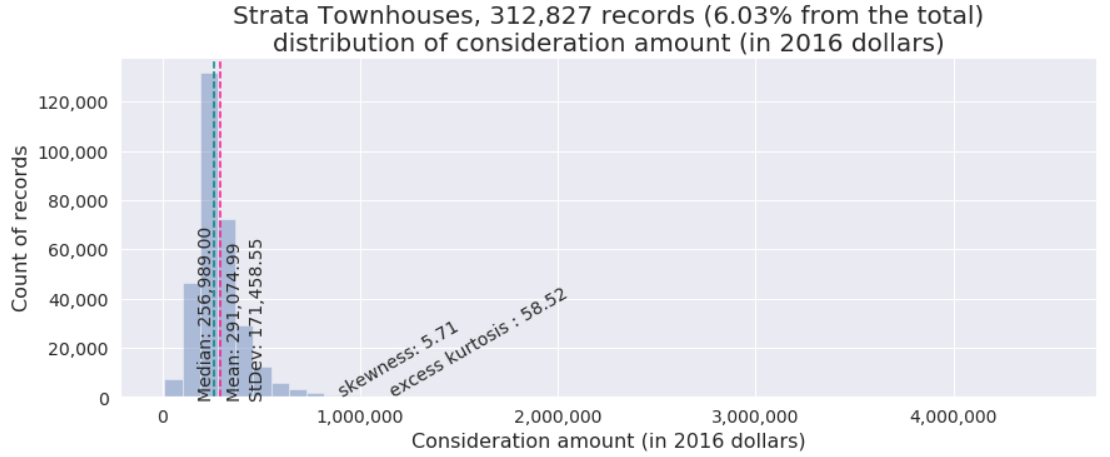 Strata Townhouses, 312,827 records (6.03% from the total)
distribution of consideration amount (in 2016 dollars)
Count of records
120,000
100,000
80,000
60,000
40,000
20,000
0
Median: 256,989.00
Mean: 291,074.99
StDev: 171,458.55
skewness: 5.71
excess kurtosis : 58.52
0
1,000,000
2,000,000
3,000,000
4,000,000
Consideration amount (in 2016 dollars)